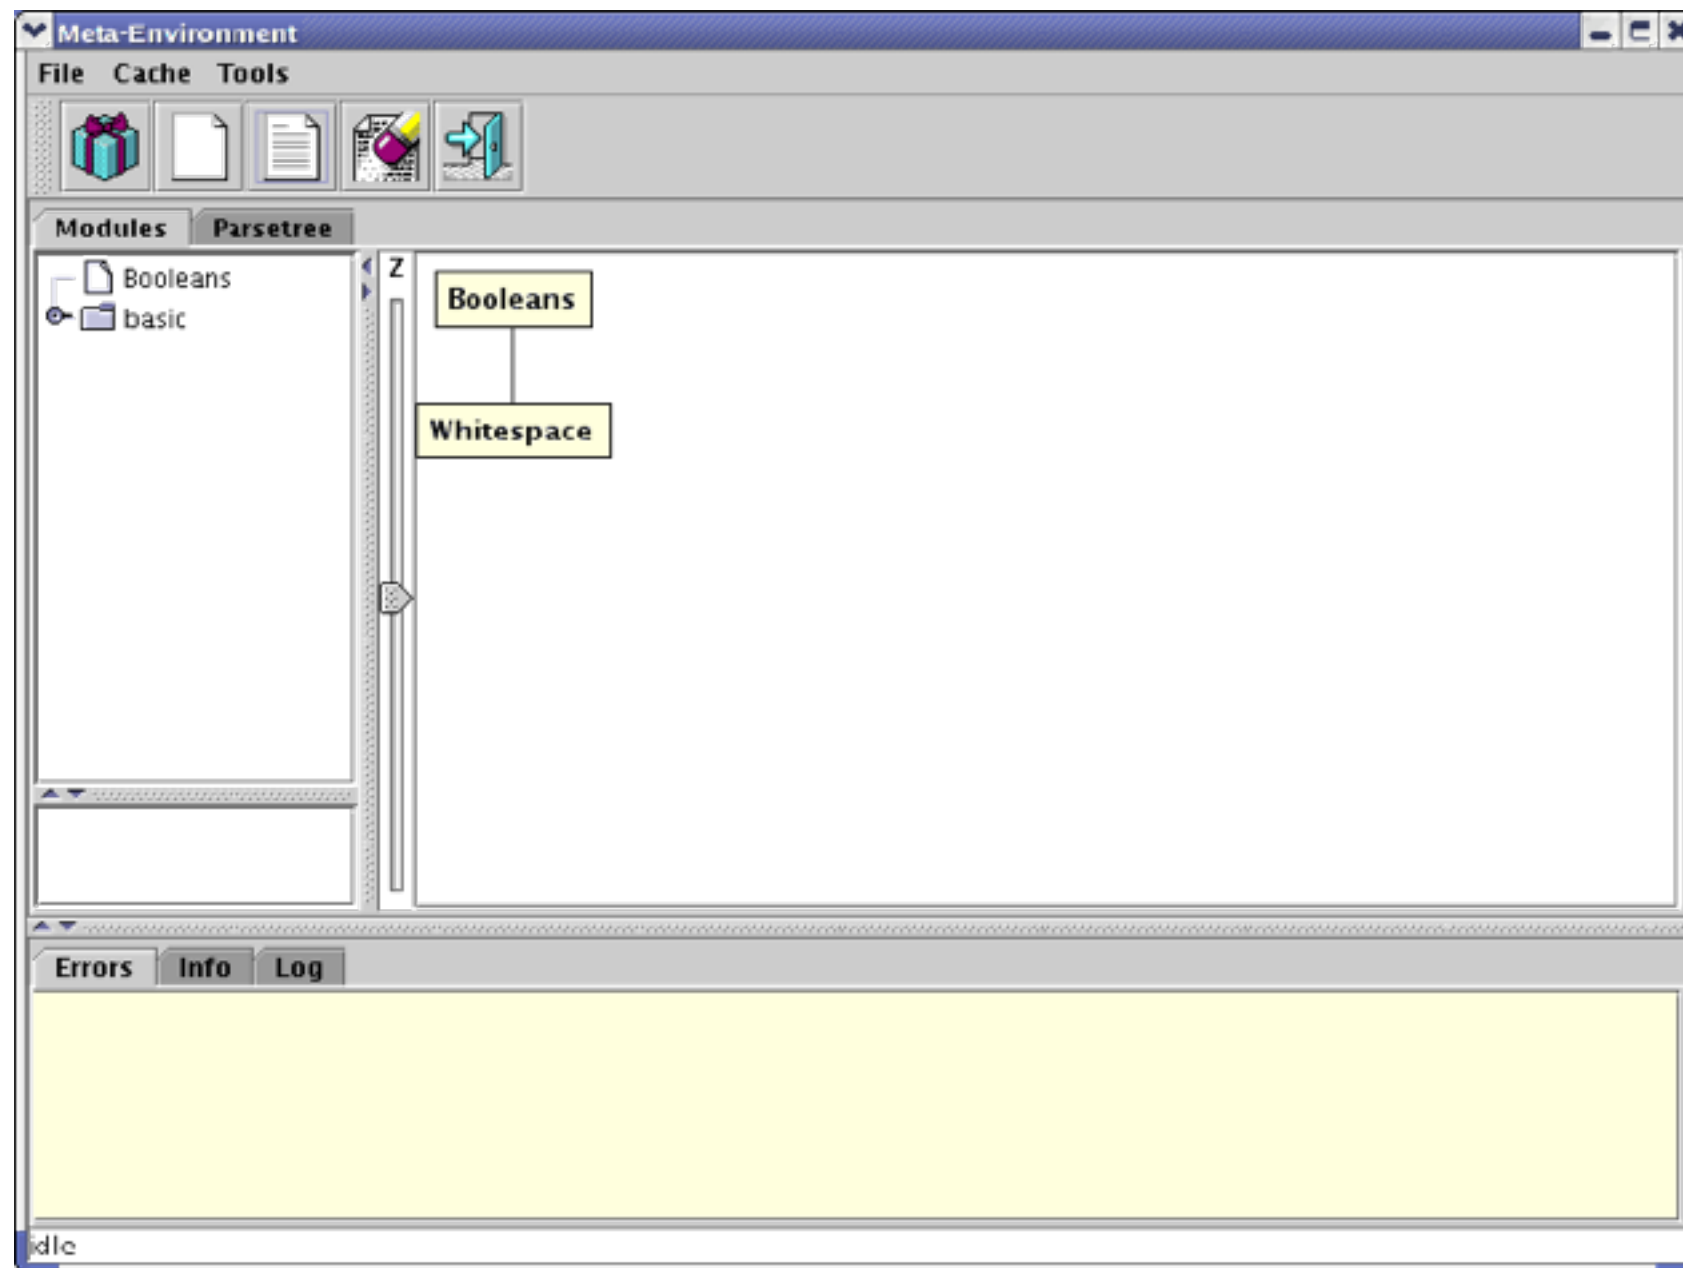 Meta-Environment
File Cache Tools
Modules Parsetree
Booleans
basic
Z
Booleans
Whitespace
Errors Info Log
idle